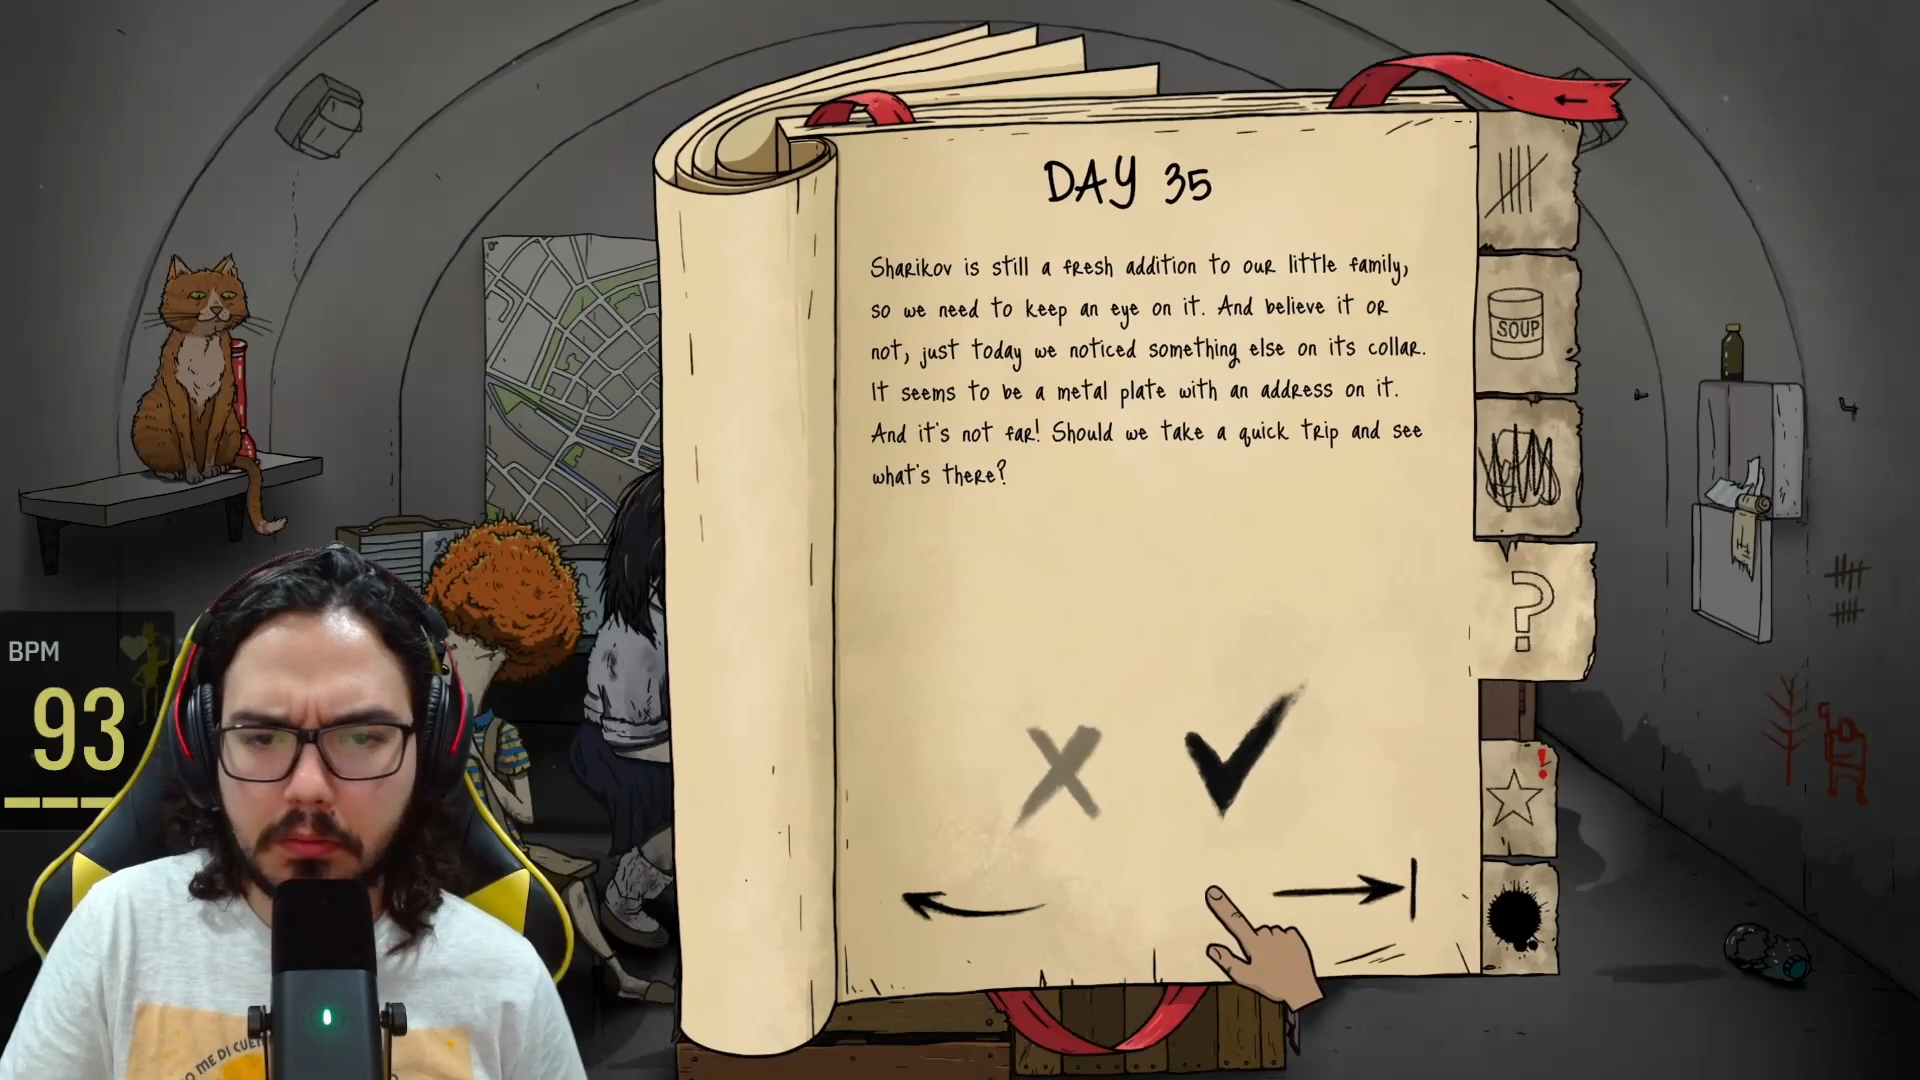 DAY 35
Sharikov is still a fresh addition to our little family,
so we need to keep an eye on it. And believe it or
not, just today we noticed something else on its collar.
It seems to be a metal plate with an address on it.
And it's not far! Should we take a quick trip and see
what's there?
SOUP
?
!
BPM
93
ME DI CUEN